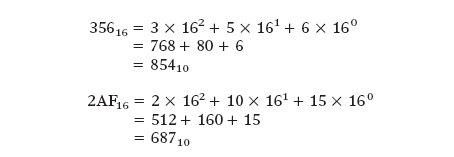 356₁₆ = 3 × 16² + 5 × 16¹ + 6 × 16⁰
= 768 + 80 + 6
= 854₁₀
2AF₁₆ = 2 × 16² + 10 × 16¹ + 15 × 16⁰
= 512 + 160 + 15
= 687₁₀